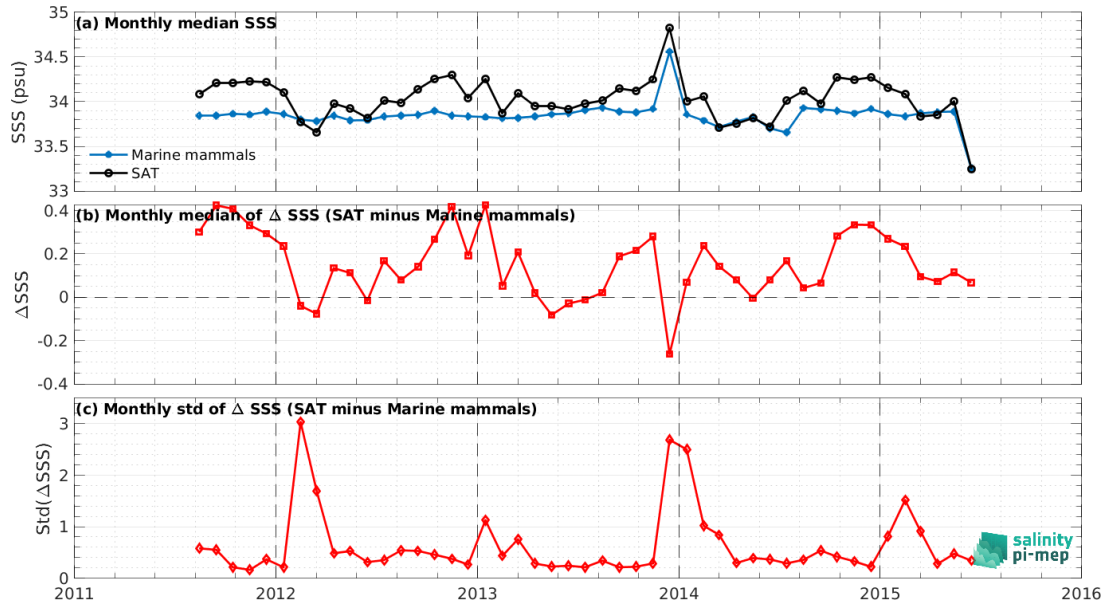 (a) Monthly median SSS
SSS (psu)
35
34.5
34
33.5
33
Marine mammals
SAT
(b) Monthly median of Δ SSS (SAT minus Marine mammals)
ΔSSS
0.4
0.2
0
-0.2
-0.4
(c) Monthly std of Δ SSS (SAT minus Marine mammals)
Std(ΔSSS)
3
2
1
0
salinity
pi-mep
2011 2012 2013 2014 2015 2016